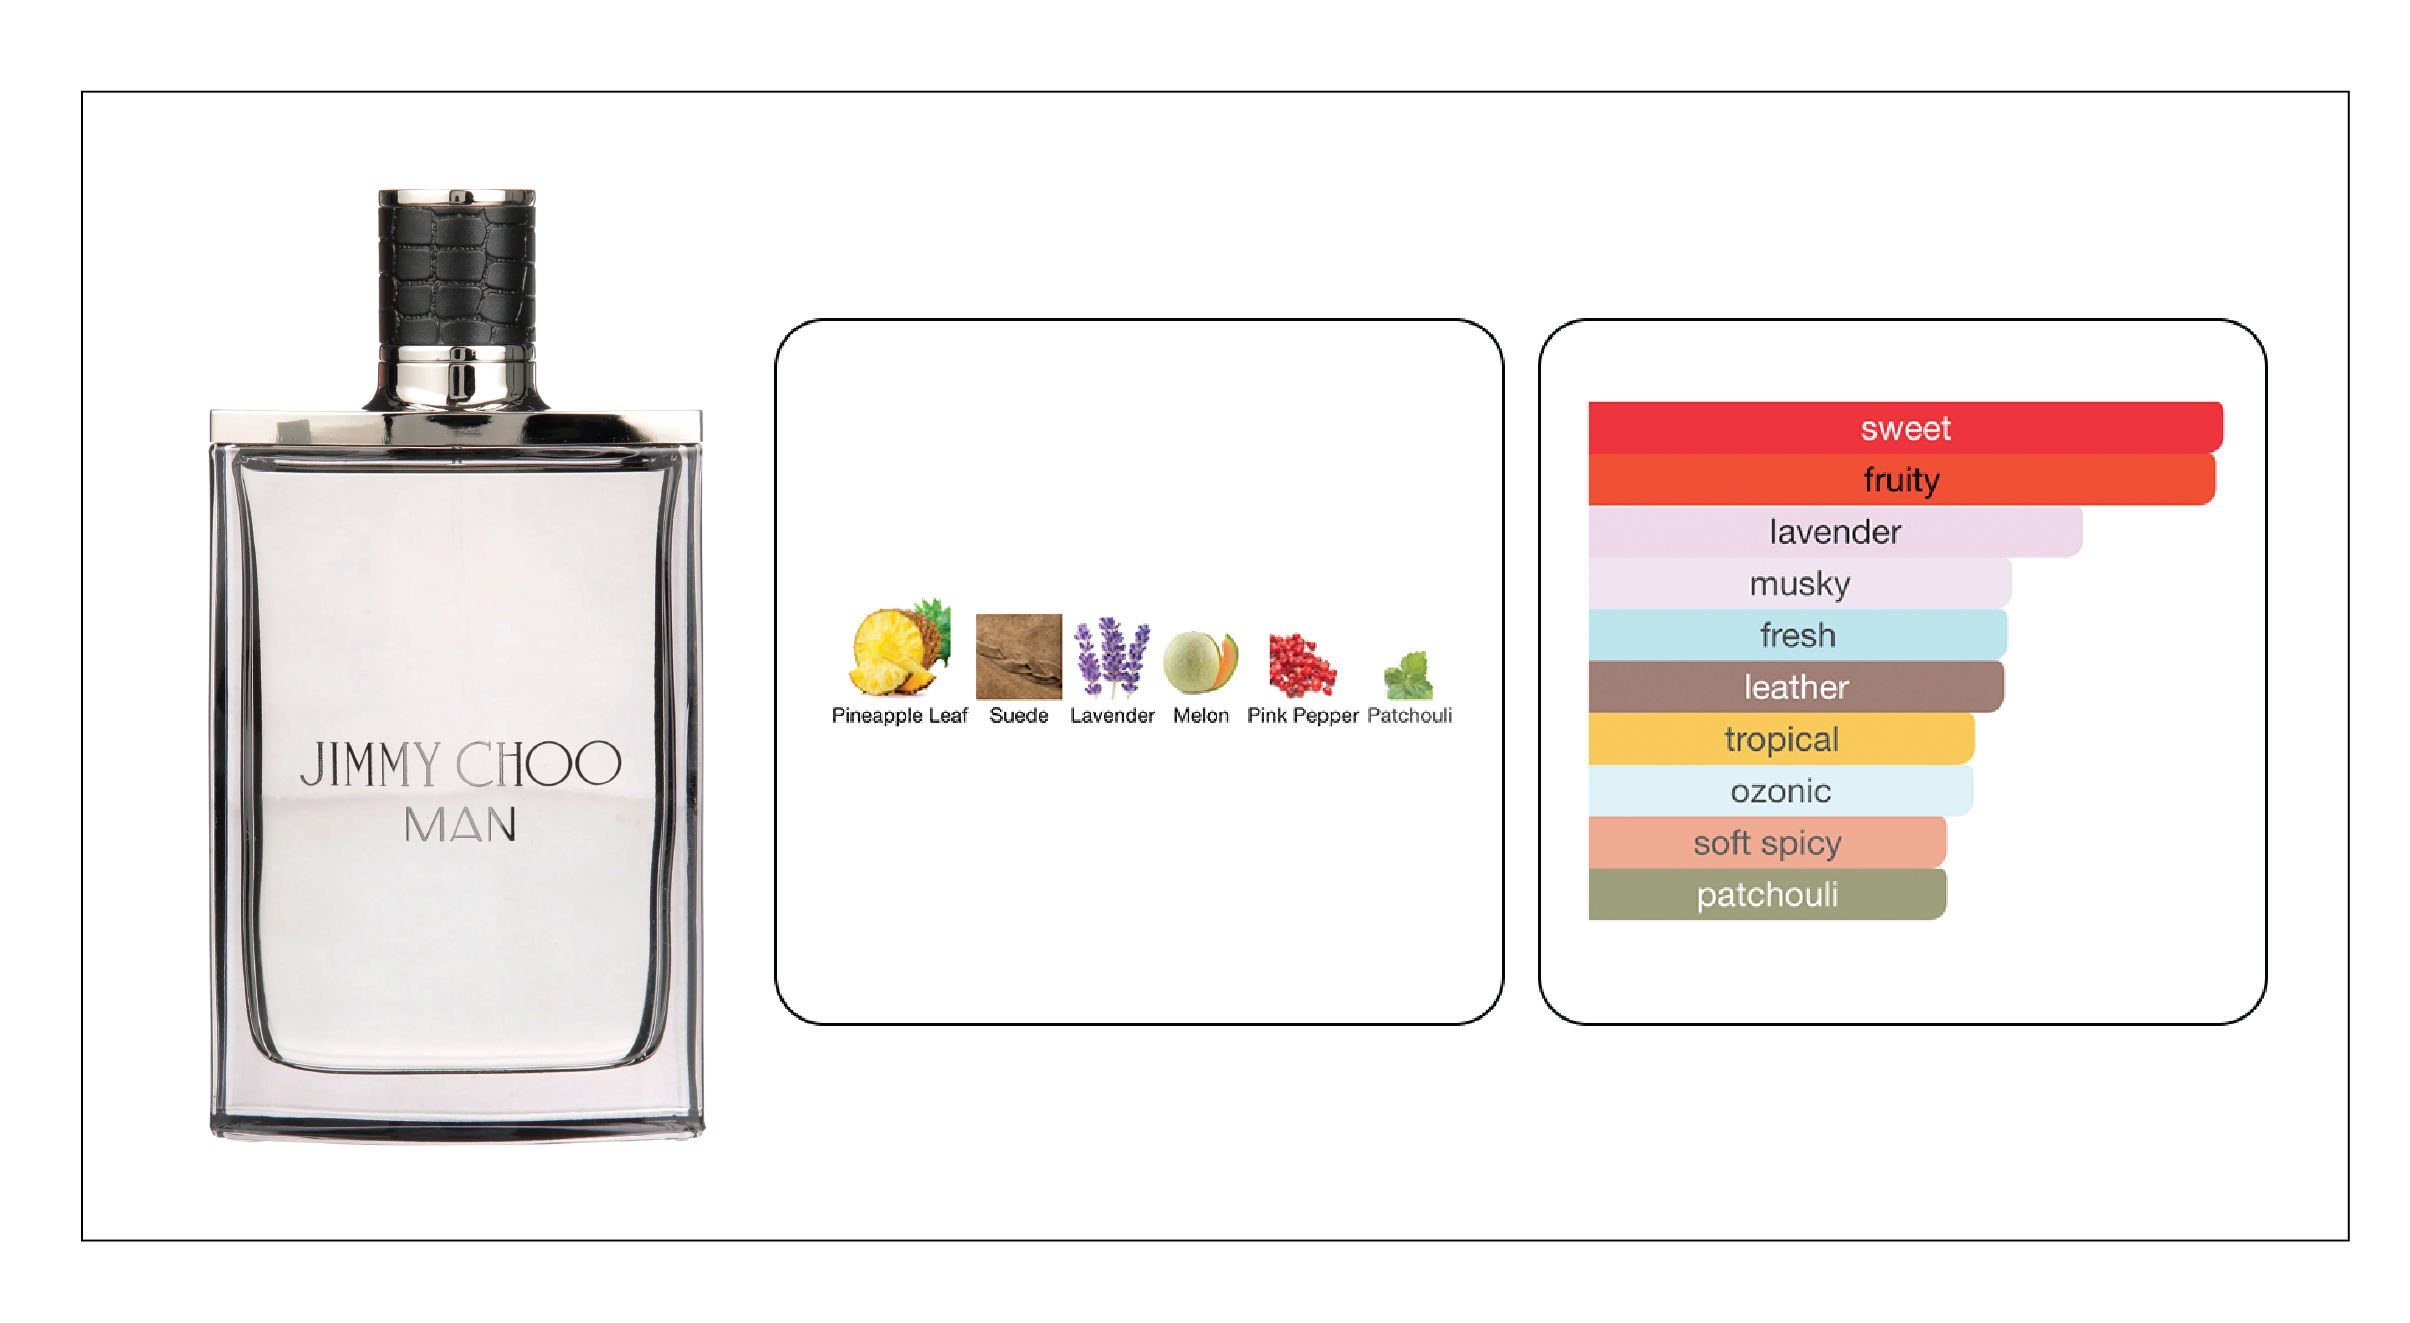 JIMMY CHOO
MAN
Pineapple Leaf Suede Lavender Melon Pink Pepper Patchouli
sweet
fruity
lavender
musky
fresh
leather
tropical
ozonic
soft spicy
patchouli